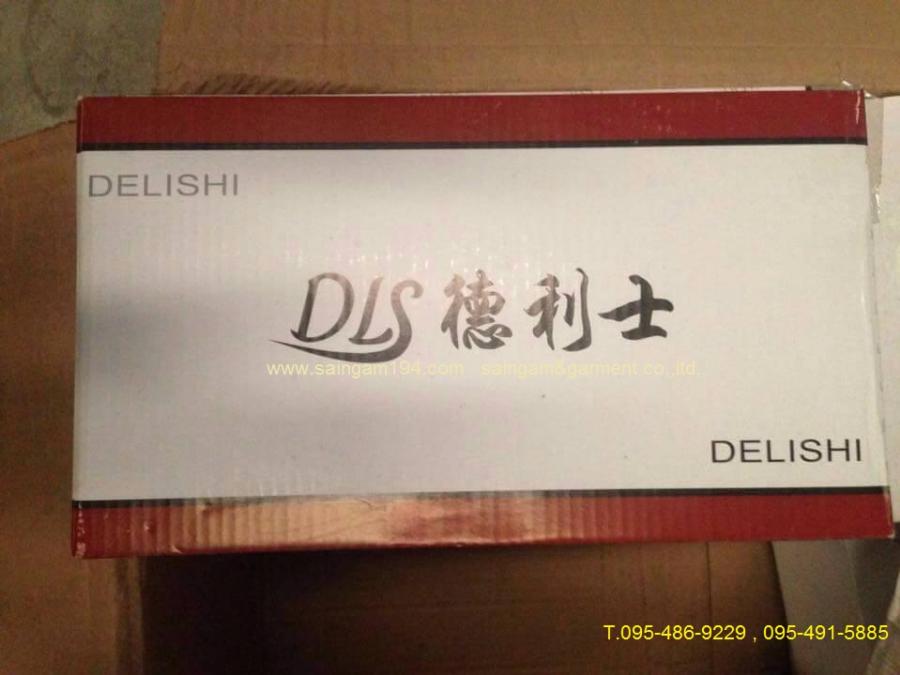 DELISHI
DLS 德利士
www.saingam194.com saingam&garment co.,ltd.
DELISHI
T.095-486-9229 , 095-491-5885